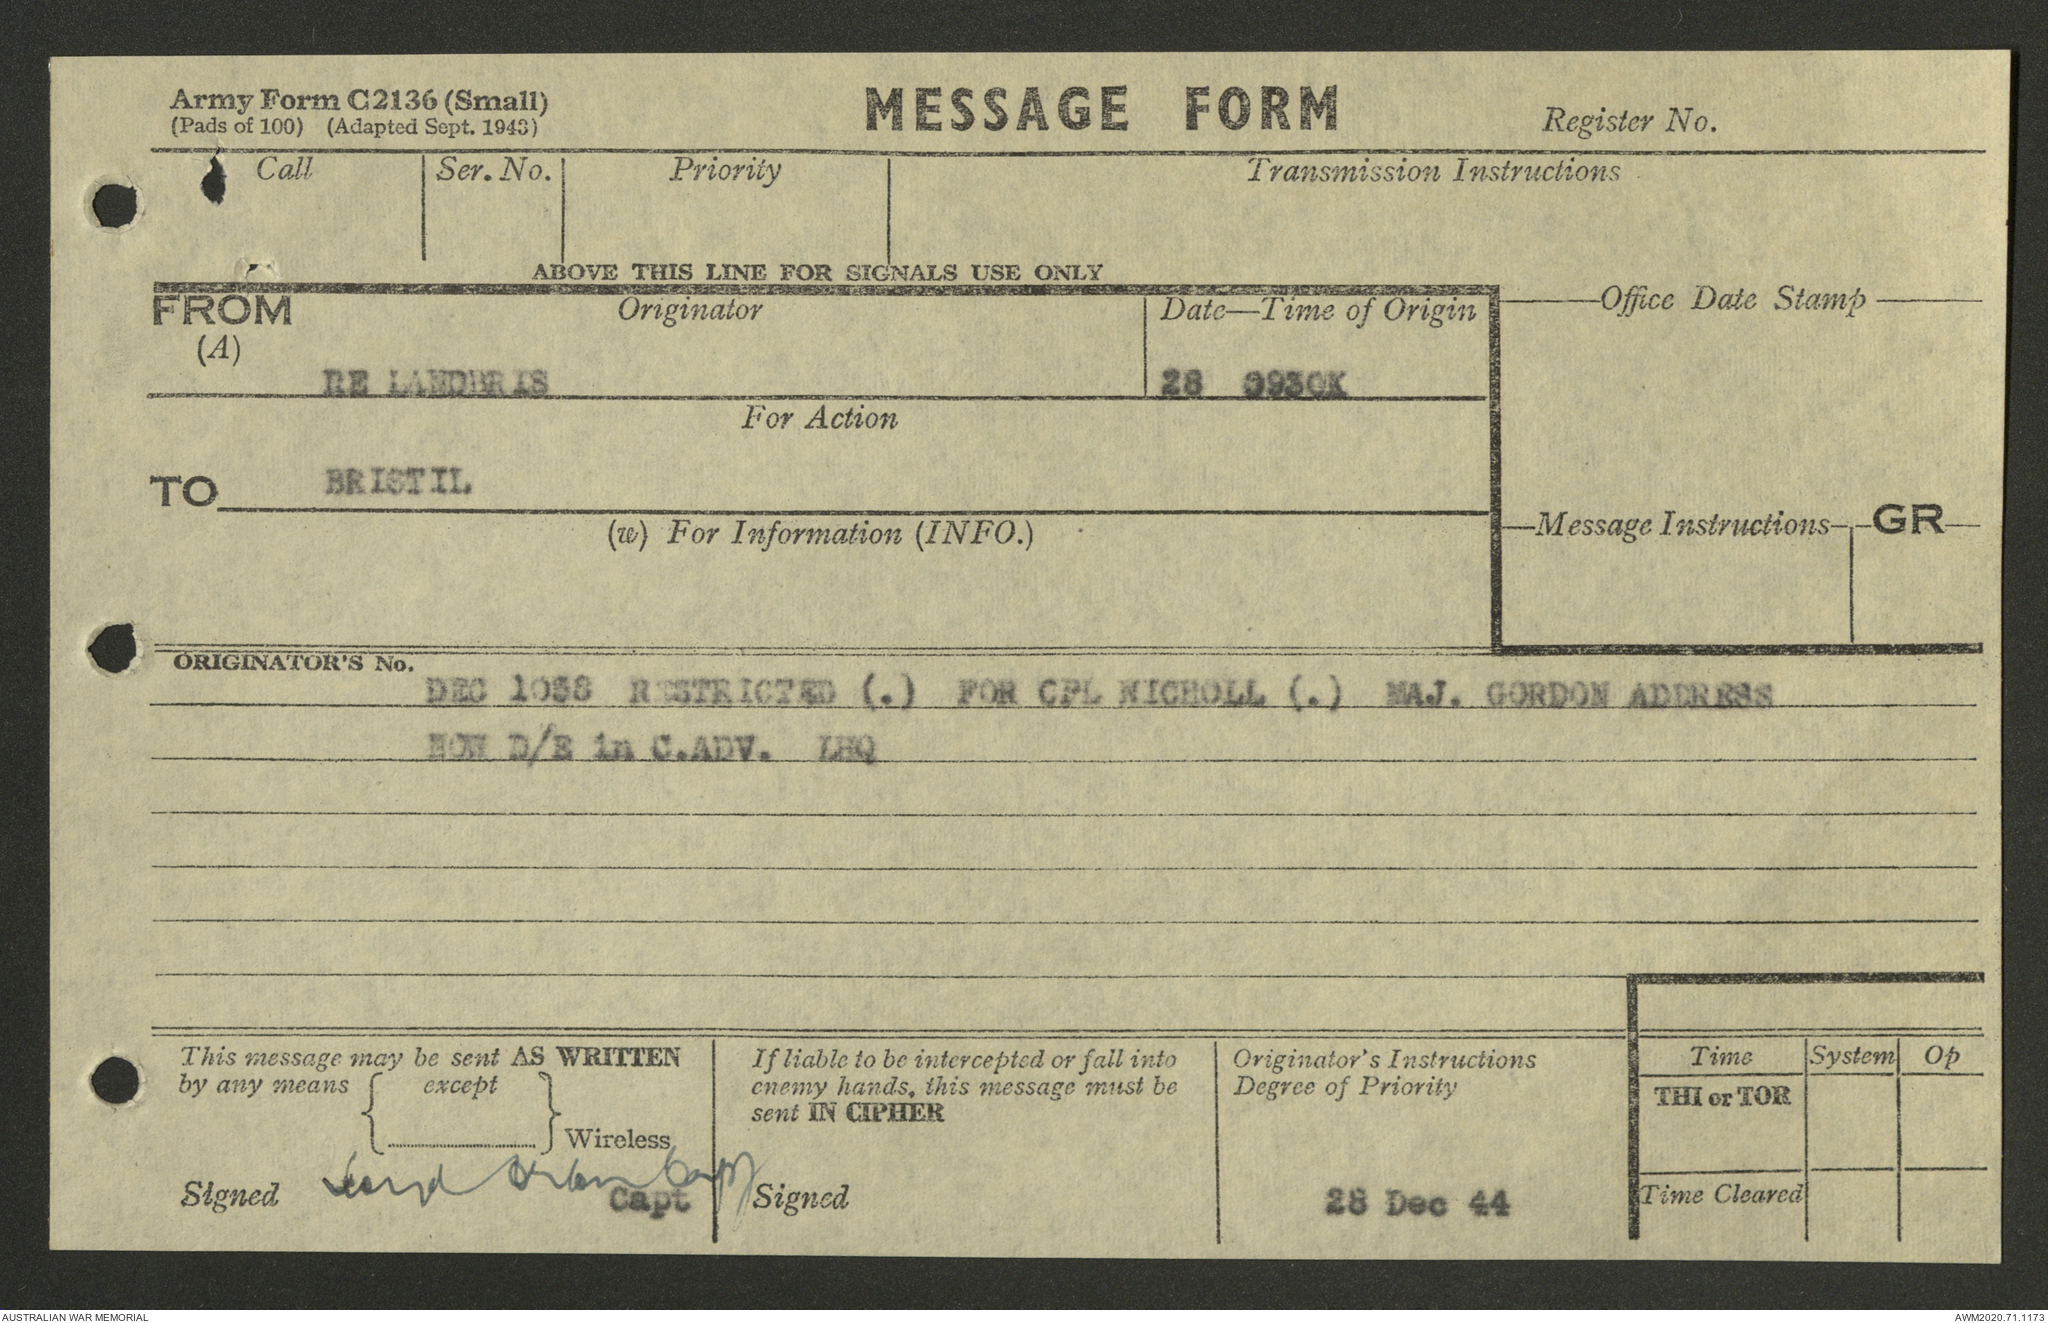 Army Form C2136 (Small)
(Pads of 100) (Adapted Sept. 1943)
MESSAGE FORM
Register No.
Call
Ser. No.
Priority
Transmission Instructions
ABOVE THIS LINE FOR SIGNALS USE ONLY
FROM
(A)
Originator
Date—Time of Origin
Office Date Stamp
RE LANDBRIS
28 0930K
For Action
TO
BRISTIL
(w) For Information (INFO.)
Message Instructions
GR
ORIGINATOR'S No.
DEC 1038 RESTRICTED (.) FOR CPL NICHOLL (.) MAJ. GORDON ADDRESS
NOW D/E in C.ADV. LHQ
This message may be sent AS WRITTEN
by any means { except
} Wireless
Signed
Capt
If liable to be intercepted or fall into
enemy hands, this message must be
sent IN CIPHER
Signed
Originator's Instructions
Degree of Priority
28 Dec 44
Time
System
Op
THI or TOR
Time Cleared
AUSTRALIAN WAR MEMORIAL
AWM2020.71.1173